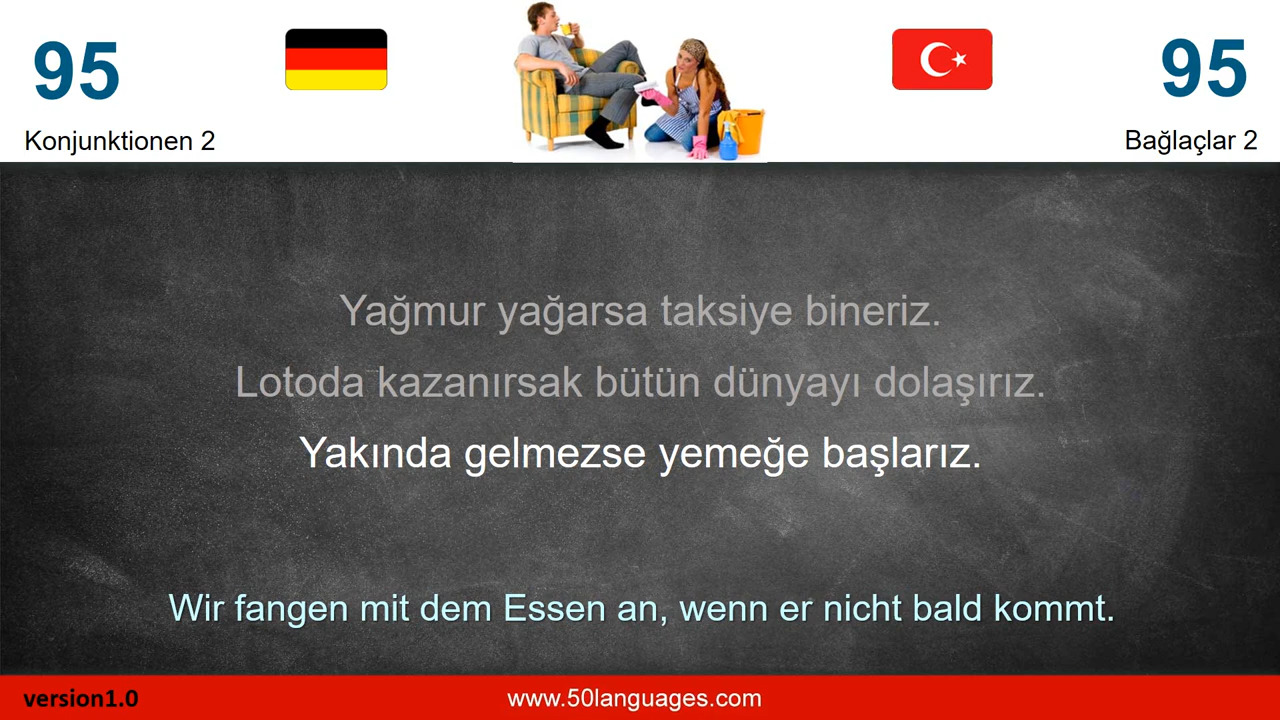 95
95
Konjunktionen 2
Bağlaçlar 2
Yağmur yağarsa taksiye bineriz.
Lotoda kazanırsak bütün dünyayı dolaşırız.
Yakında gelmezse yemeğe başlarız.
Wir fangen mit dem Essen an, wenn er nicht bald kommt.
version1.0
www.50languages.com